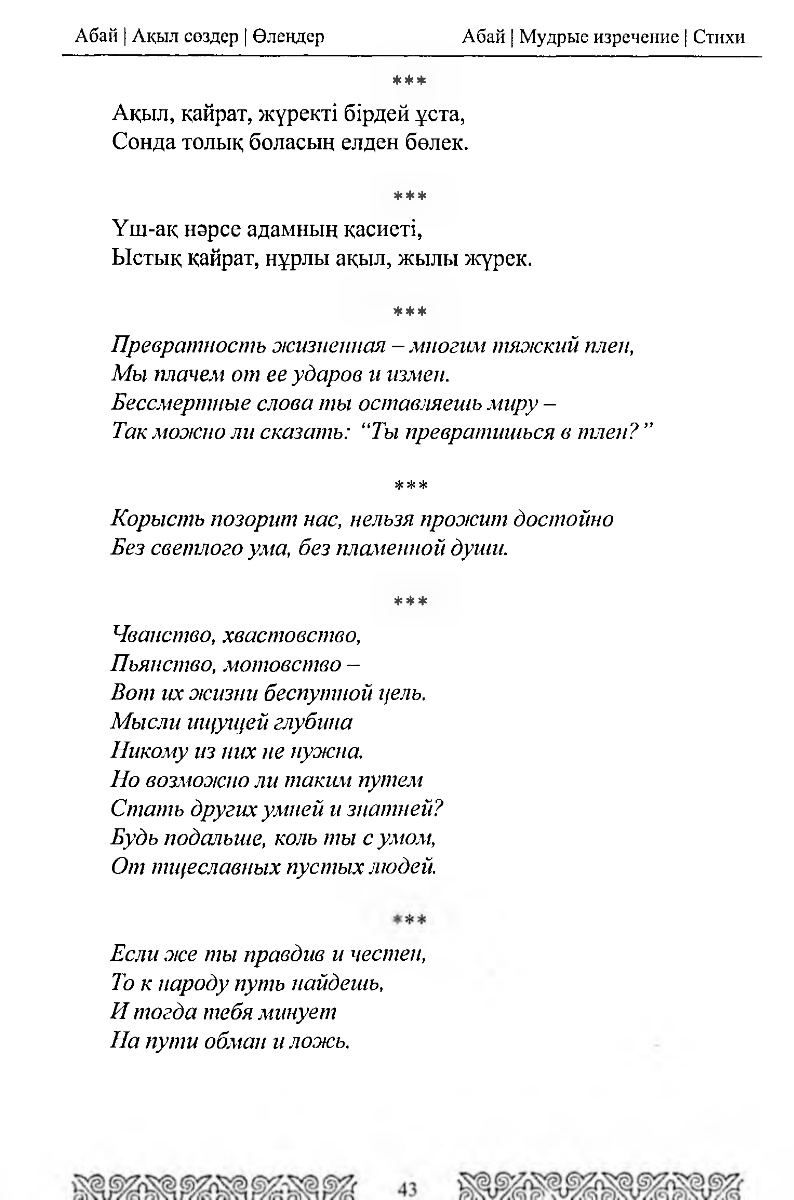 Абай | Ақыл сөздер | Өлеңдер Абай | Мудрые изречение | Стихи
***
Ақыл, қайрат, жүректі бірдей ұста,
Сонда толық боласың елден бөлек.
***
Үш-ақ нәрсе адамның қасиеті,
Ыстық қайрат, нұрлы ақыл, жылы жүрек.
***
Превратность жизненная – многим тяжкий плен,
Мы плачем от ее ударов и измен.
Бессмертные слова ты оставляешь миру –
Так можно ли сказать: “Ты превратишься в тлен?”
***
Корысть позорит нас, нельзя прожит достойно
Без светлого ума, без пламенной души.
***
Чванство, хвастовство,
Пьянство, мотовство –
Вот их жизни беспутной цель.
Мысли ищущей глубина
Никому из них не нужна.
Но возможно ли таким путем
Стать других умней и знатней?
Будь подальше, коль ты с умом,
От тщеславных пустых людей.
***
Если же ты правдив и честен,
То к народу путь найдешь,
И тогда тебя минует
На пути обман и ложь.
43